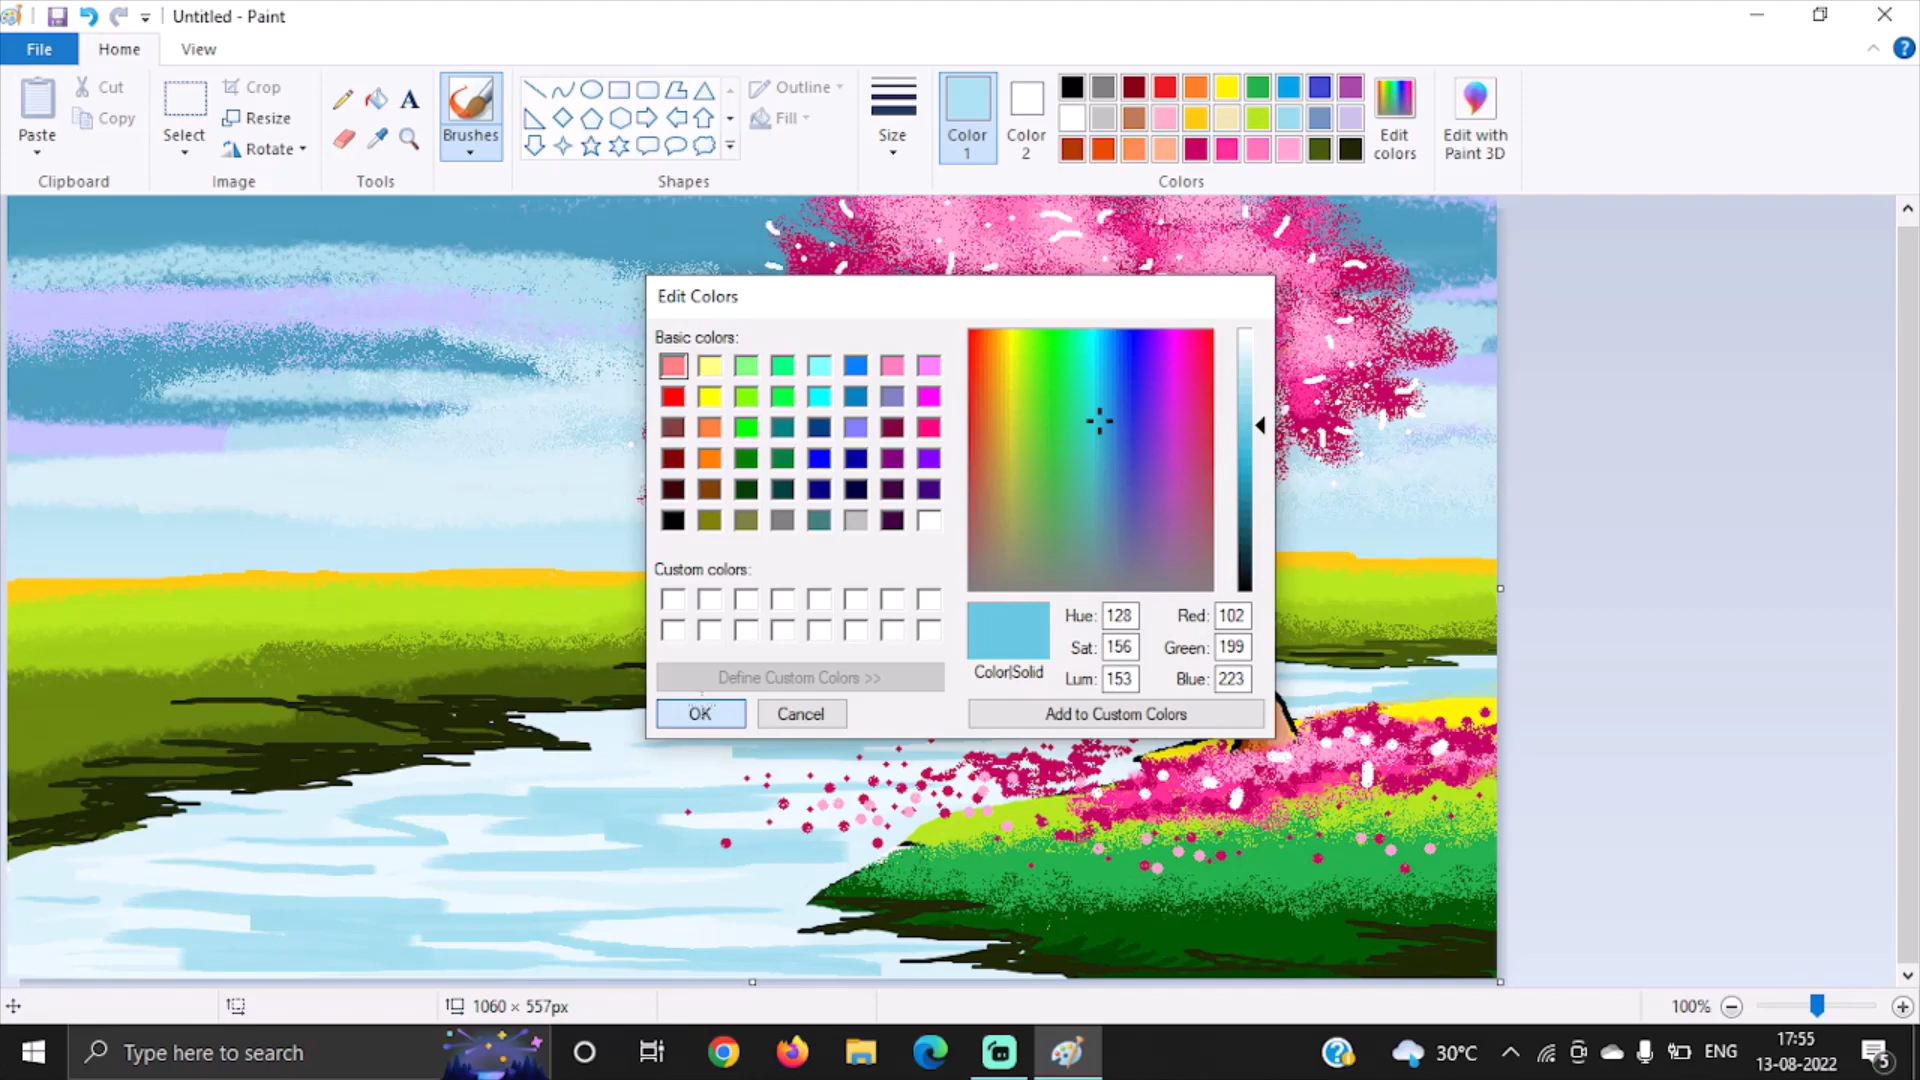 Untitled - Paint
File Home View
Paste Cut Copy Clipboard
Select Crop Resize Rotate Image
A
Tools
Brushes
Shapes
Outline Fill
Size
Color 1
Color 2
Edit colors
Edit with Paint 3D
Colors
Edit Colors
Basic colors:
Custom colors:
Define Custom Colors >>
OK Cancel
Color|Solid
Hue: 128 Red: 102
Sat: 156 Green: 199
Lum: 153 Blue: 223
Add to Custom Colors
1060 × 557px 100%
Type here to search 30°C ENG 17:55
13-08-2022 5